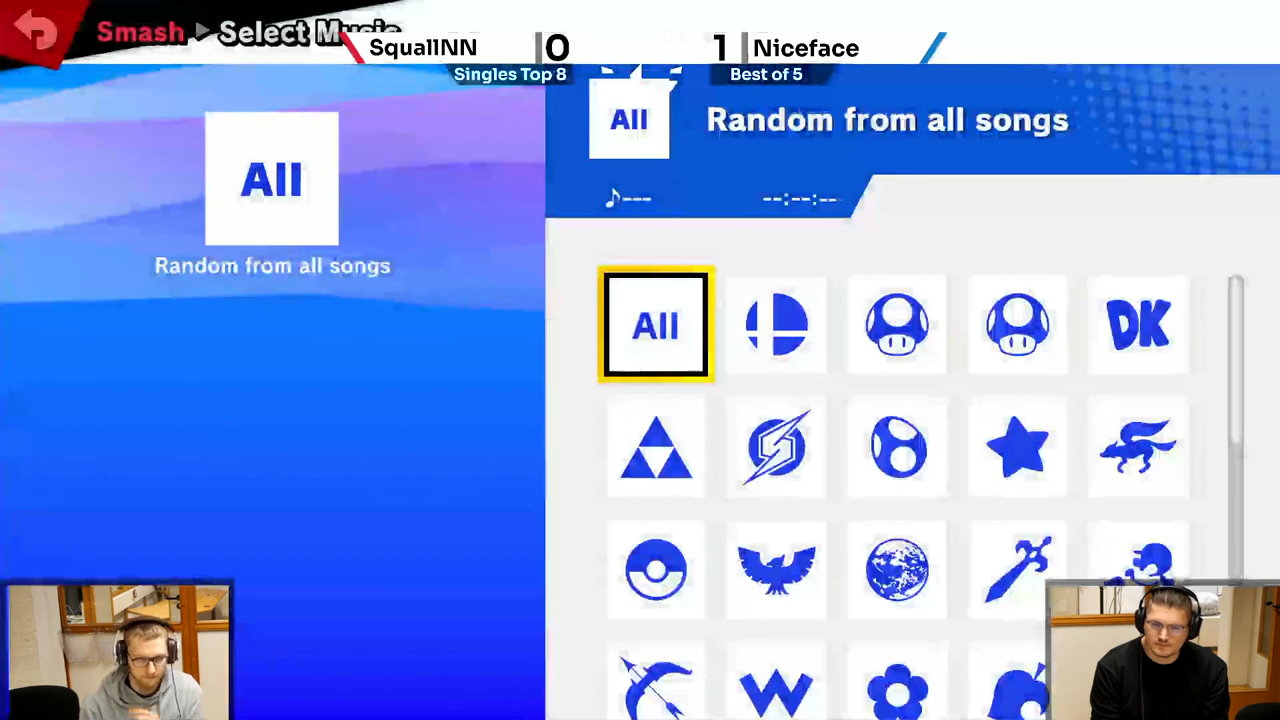 Smash ▶ Select Music
SquallNN 0 1 Niceface
Singles Top 8 Best of 5
All Random from all songs
♪--- --:--:--
All
Random from all songs
All
DK